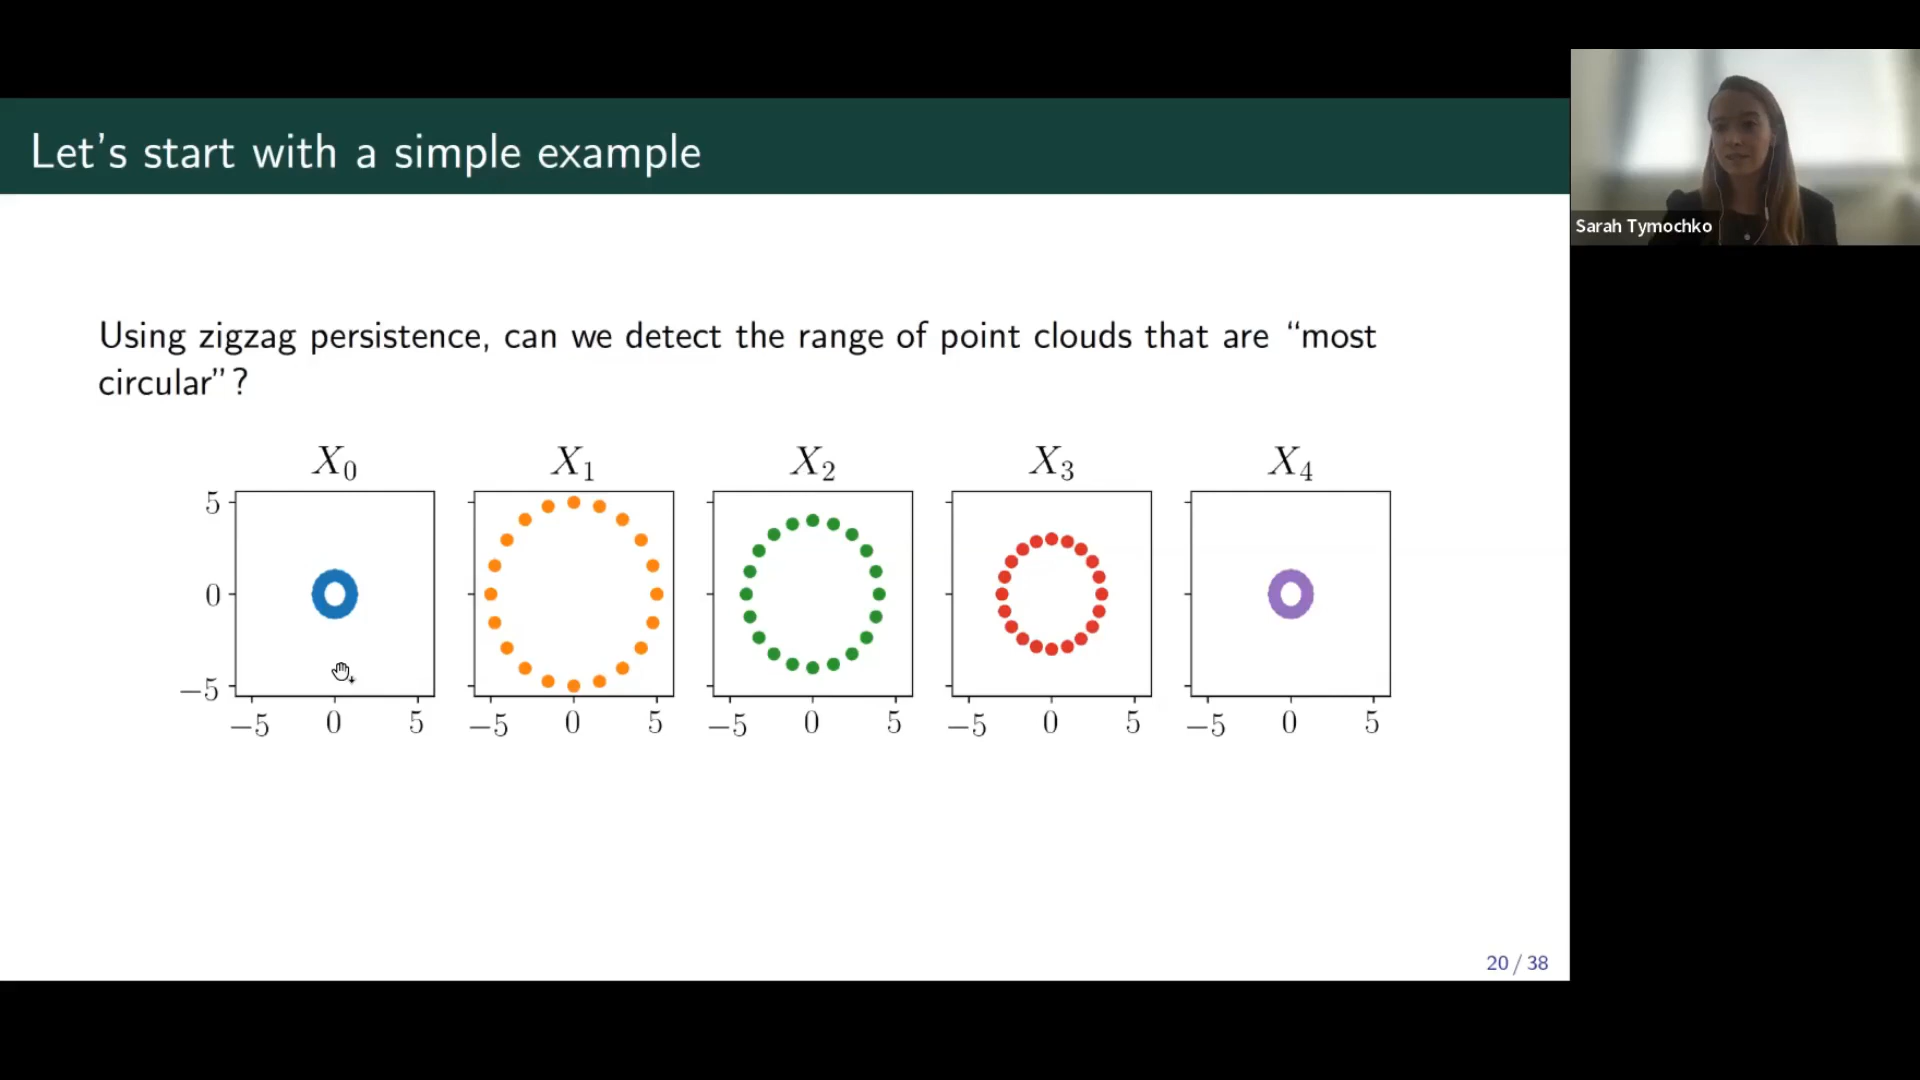 Let's start with a simple example
Sarah Tymochko
Using zigzag persistence, can we detect the range of point clouds that are “most
circular”?
X0 X1 X2 X3 X4
5
0
−5
−5 0 5 −5 0 5 −5 0 5 −5 0 5 −5 0 5
20 / 38